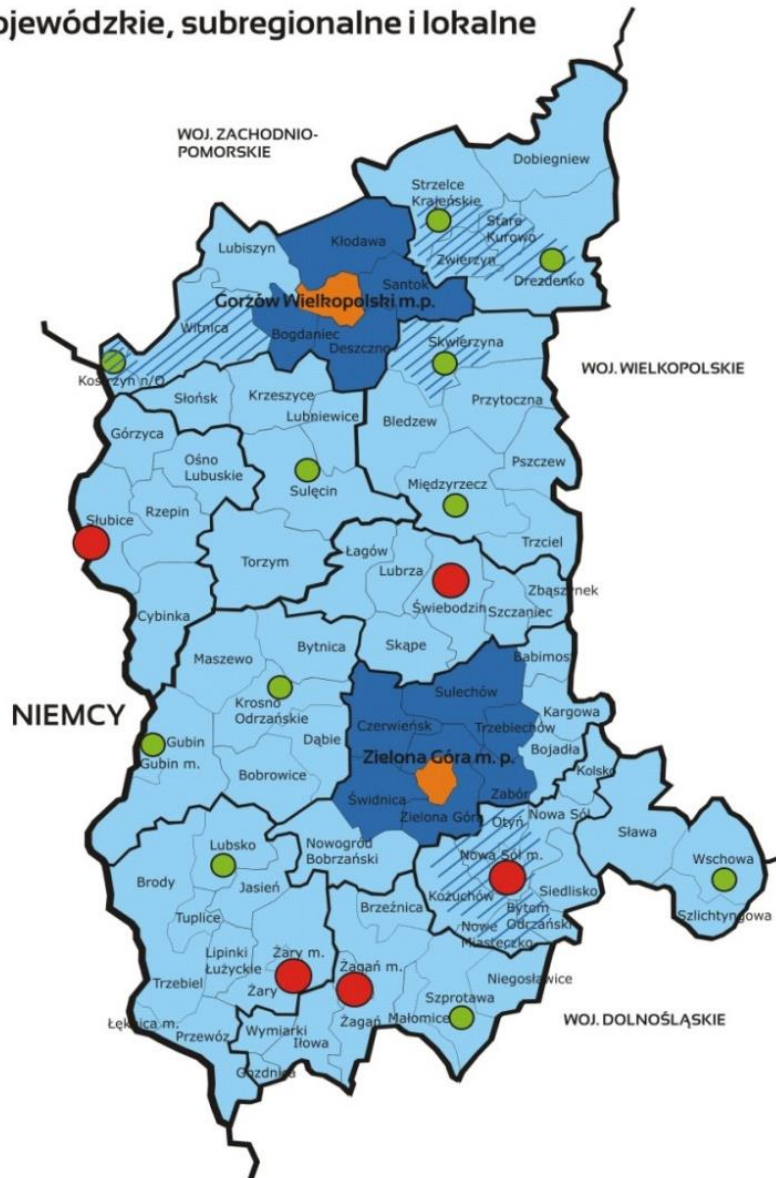 ojewódzkie, subregionalne i lokalne
WOJ. ZACHODNIO-
POMORSKIE
Dobiegniew
Strzelce
Krajeńskie
Stare
Kurowo
Zwierzyn
Drezdenko
Lubiszyn
Kłodawa
Santok
Gorzów Wielkopolski m.p.
Witnica
Bogdaniec
Deszczno
Skwierzyna
WOJ. WIELKOPOLSKIE
Kostrzyn n/O
Słońsk
Krzeszyce
Lubniewice
Przytoczna
Bledzew
Górzyca
Ośno
Lubuskie
Pszczew
Sulęcin
Międzyrzecz
Rzepin
Słubice
Trzciel
Torzym
Łagów
Lubrza
Świebodzin
Zbąszynek
Szczaniec
Cybinka
Skąpe
Bytnica
Maszewo
Babimost
Sulechów
Krosno
Odrzańskie
NIEMCY
Czerwieńsk
Trzebiechów
Kargowa
Gubin
Gubin m.
Dąbie
Bojadła
Zielona Góra m. p.
Bobrowice
Kolsko
Świdnica
Zabór
Zielona Góra
Otyń
Nowa Sól
Sława
Nowogród
Bobrzański
Lubsko
Nowa Sól m.
Wschowa
Brody
Jasień
Kożuchów
Siedlisko
Brzeźnica
Bytom
Odrzański
Szlichtyngowa
Tuplice
Nowe
Miasteczko
Lipinki
Łużyckie
Żary m.
Żagań m.
Trzebiel
Żary
Niegosławice
Szprotawa
Żagań
Małomice
WOJ. DOLNOŚLĄSKIE
Łęknica m.
Przewóz
Wymiarki
Iłowa
Gozdnica